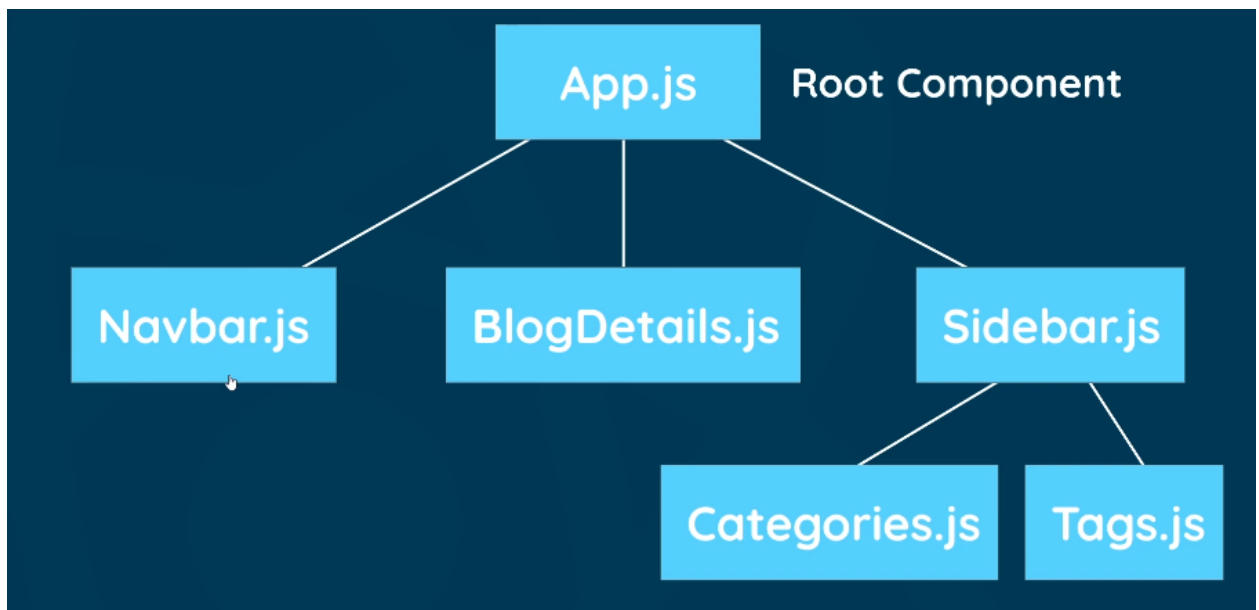 App.js
Root Component
Navbar.js
BlogDetails.js
Sidebar.js
Categories.js
Tags.js